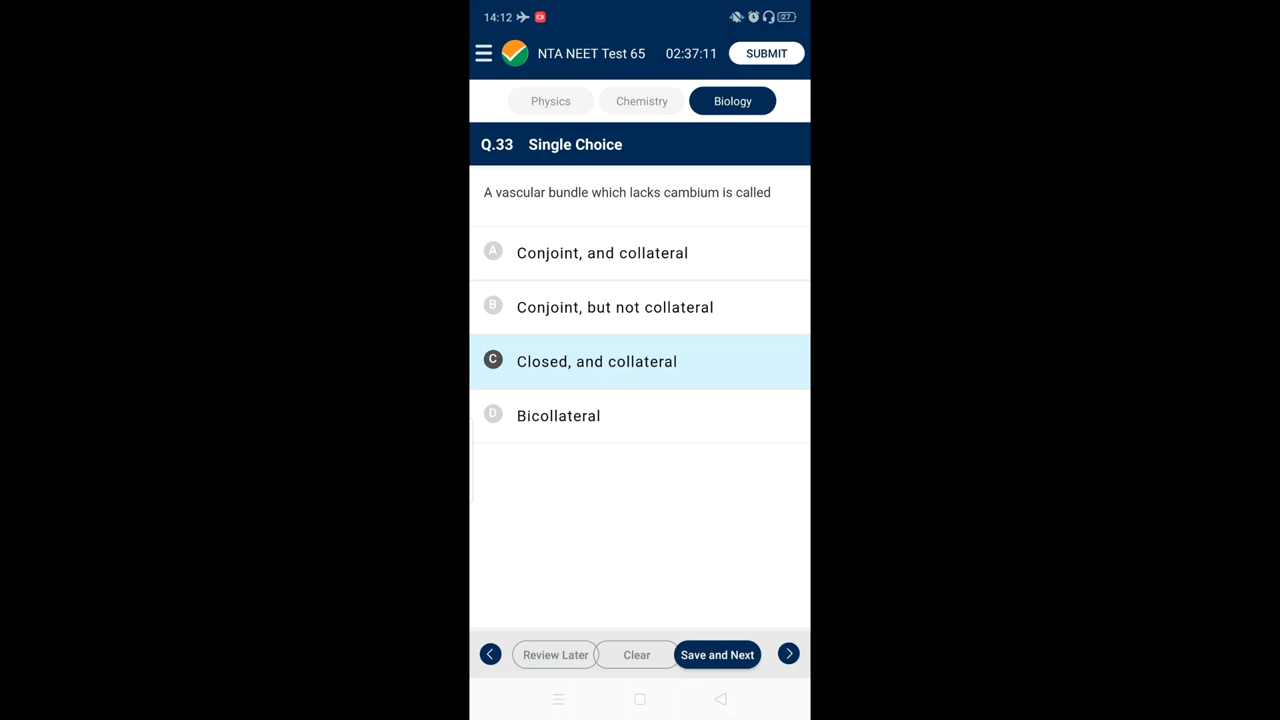 14:12 27
NTA NEET Test 65 02:37:11 SUBMIT
Physics Chemistry Biology
Q.33 Single Choice
A vascular bundle which lacks cambium is called
A Conjoint, and collateral
B Conjoint, but not collateral
C Closed, and collateral
D Bicollateral
Review Later Clear Save and Next